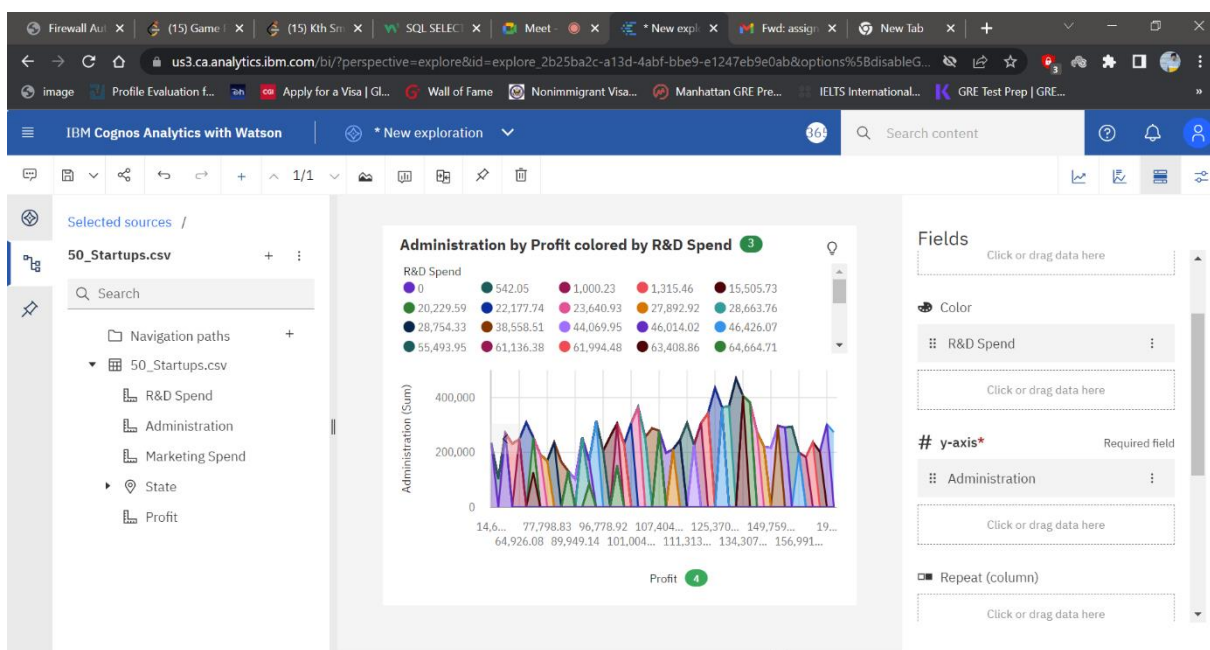 Firewall Aut (15) Game (15) Kth Sm SQL SELECT Meet - * New expl Fwd: assign New Tab
us3.ca.analytics.ibm.com/bi/?perspective=explore&id=explore_2b25ba2c-a13d-4abf-bbe9-e1247eb9e0ab&options%5BdisableG... 3
image Profile Evaluation f... Apply for a Visa | Gl... Wall of Fame Nonimmigrant Visa... Manhattan GRE Pre... IELTS International... GRE Test Prep | GRE... »
IBM Cognos Analytics with Watson * New exploration 365 Search content
1/1
Selected sources /
50_Startups.csv
Search
Navigation paths
50_Startups.csv
R&D Spend
Administration
Marketing Spend
State
Profit
Administration by Profit colored by R&D Spend 3
R&D Spend
0 542.05 1,000.23 1,315.46 15,505.73
20,229.59 22,177.74 23,640.93 27,892.92 28,663.76
28,754.33 38,558.51 44,069.95 46,014.02 46,426.07
55,493.95 61,136.38 61,994.48 63,408.86 64,664.71
Administration (Sum)
400,000
200,000
0
14,6... 77,798.83 96,778.92 107,404... 125,370... 149,759... 19...
64,926.08 89,949.14 101,004... 111,313... 134,307... 156,991...
Profit 4
Fields
Click or drag data here
Color
R&D Spend
Click or drag data here
# y-axis* Required field
Administration
Click or drag data here
Repeat (column)
Click or drag data here